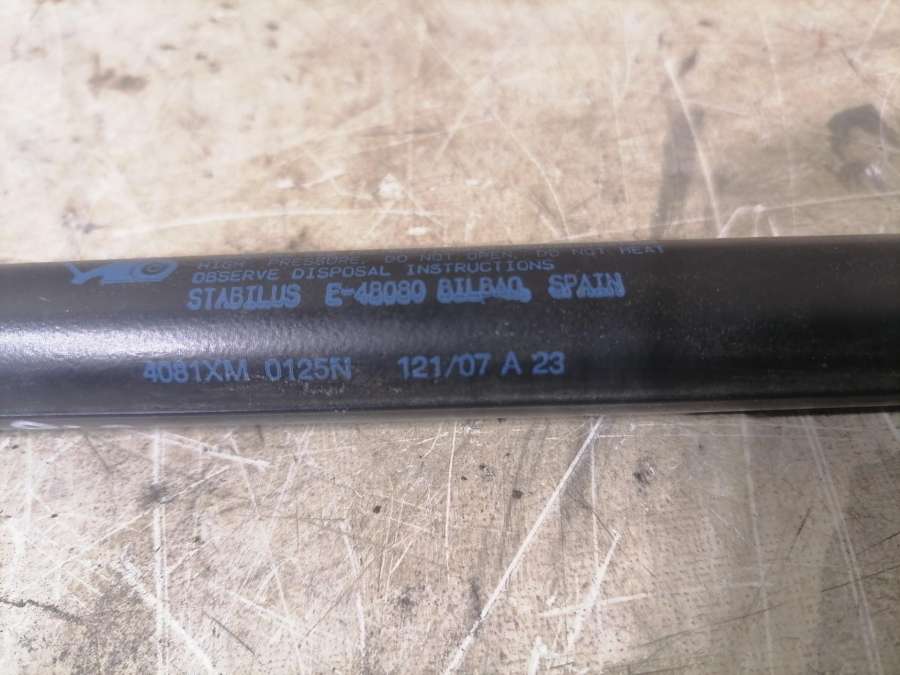 HIGH PRESSURE, DO NOT OPEN, DO NOT HEAT
OBSERVE DISPOSAL INSTRUCTIONS
STABILUS E-48080 BILBAO, SPAIN
4081XM 0125N 121/07 A 23